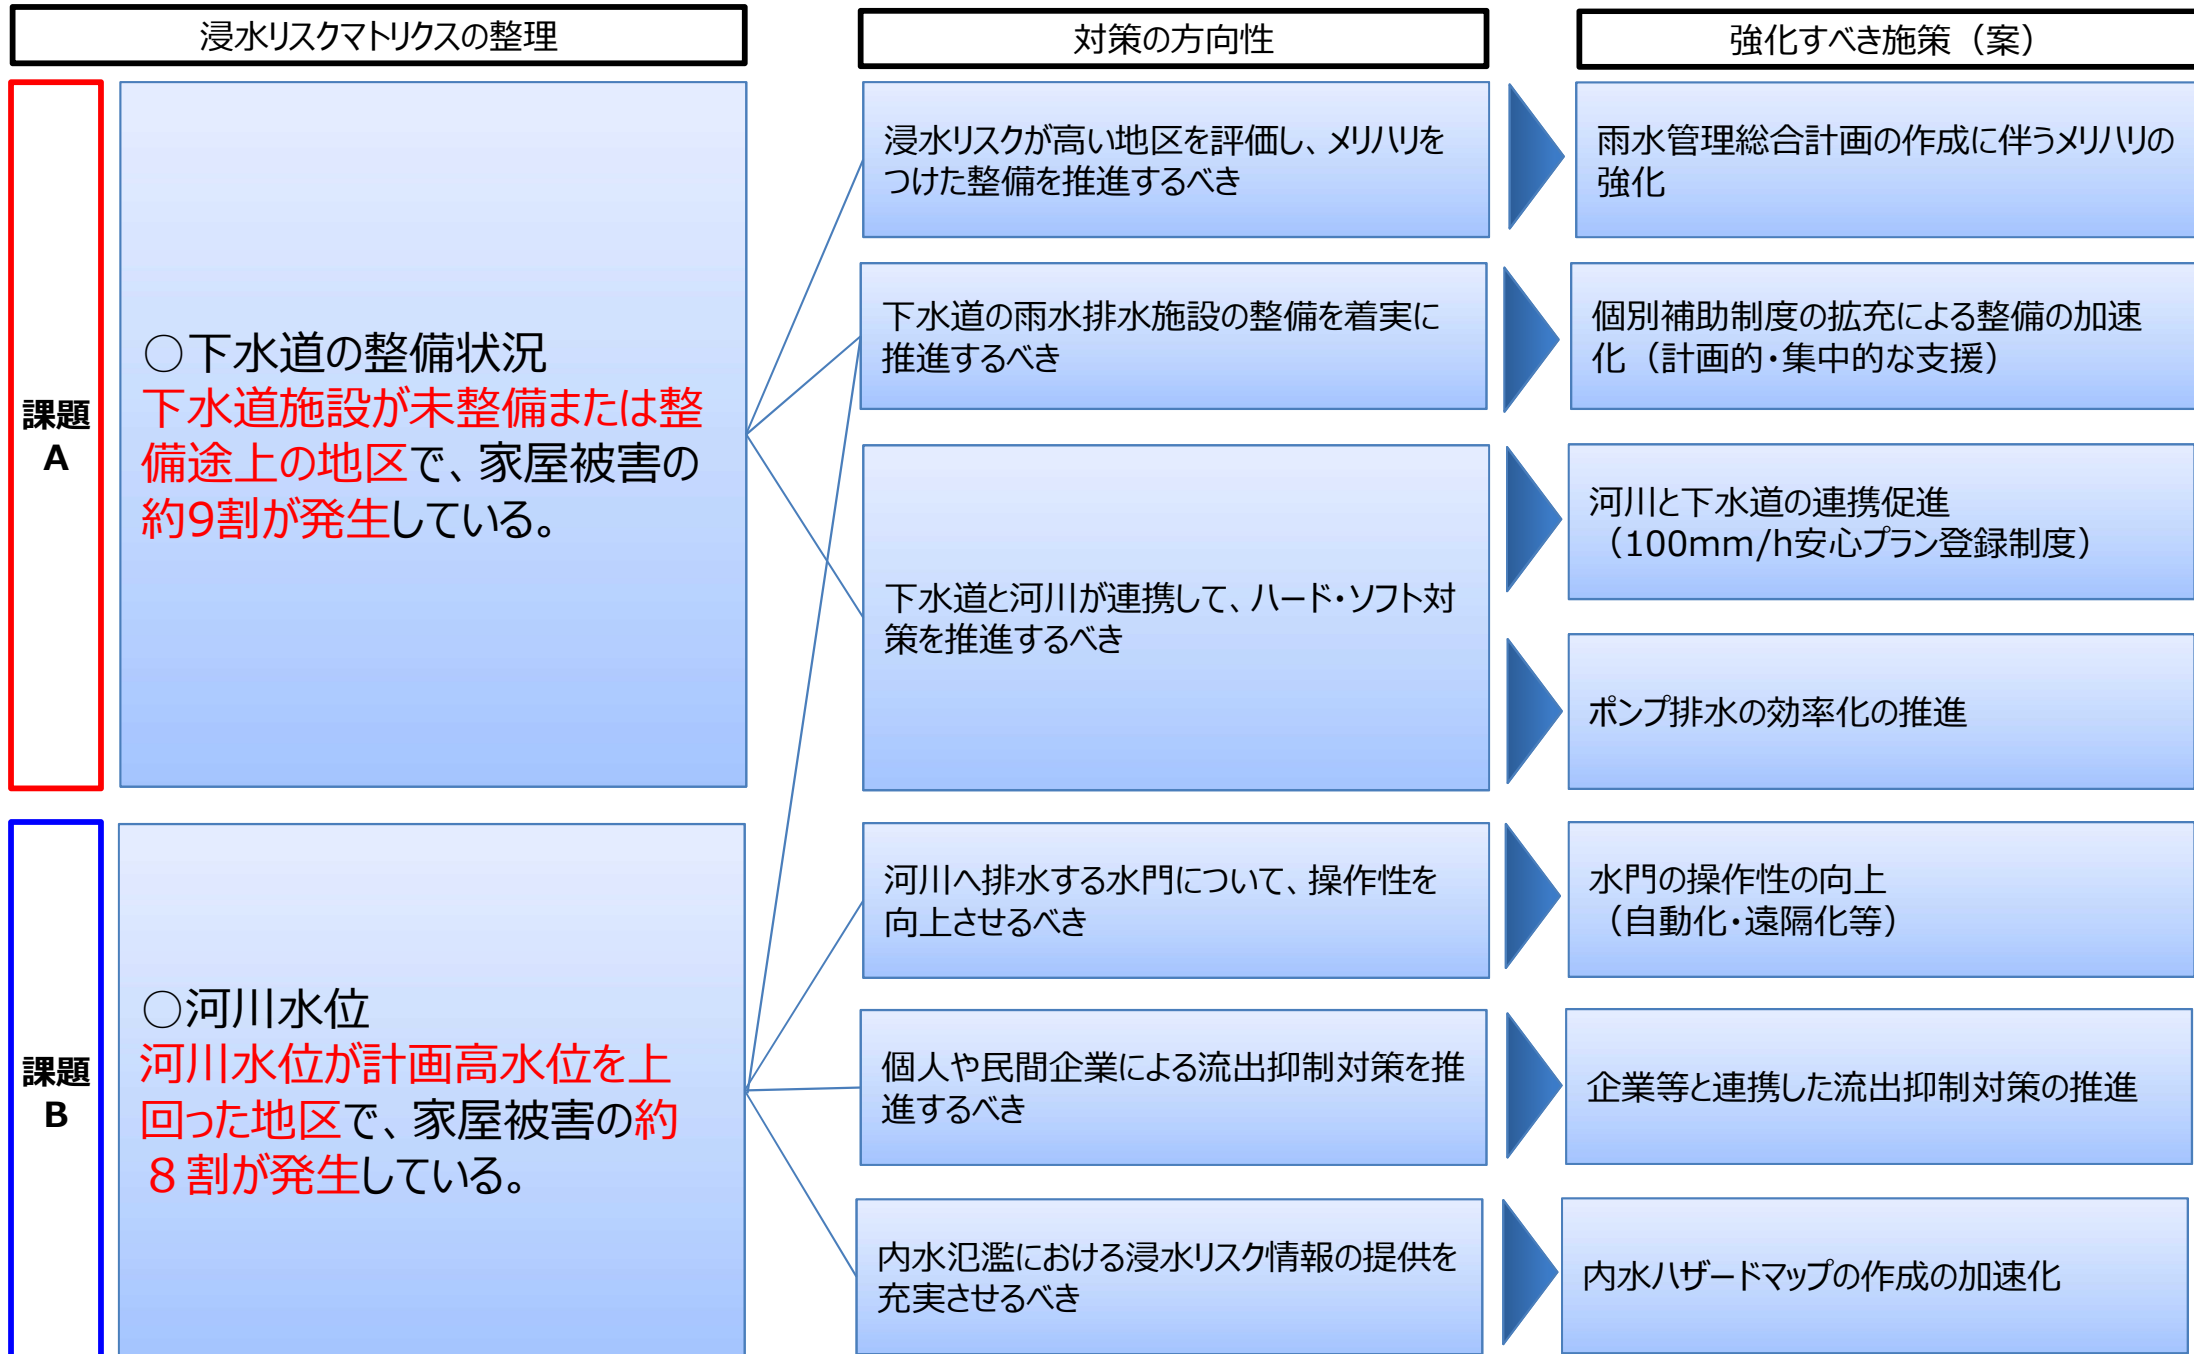 浸水リスクマトリクスの整理
対策の方向性
強化すべき施策（案）
課題
A
○下水道の整備状況
下水道施設が未整備または整
備途上の地区で、家屋被害の
約9割が発生している。
浸水リスクが高い地区を評価し、メリハリを
つけた整備を推進するべき
雨水管理総合計画の作成に伴うメリハリの
強化
下水道の雨水排水施設の整備を着実に
推進するべき
個別補助制度の拡充による整備の加速
化（計画的・集中的な支援）
下水道と河川が連携して、ハード・ソフト対
策を推進するべき
河川と下水道の連携促進
（100mm/h安心プラン登録制度）
ポンプ排水の効率化の推進
課題
B
○河川水位
河川水位が計画高水位を上
回った地区で、家屋被害の約
８割が発生している。
河川へ排水する水門について、操作性を
向上させるべき
水門の操作性の向上
（自動化・遠隔化等）
個人や民間企業による流出抑制対策を推
進するべき
企業等と連携した流出抑制対策の推進
内水氾濫における浸水リスク情報の提供を
充実させるべき
内水ハザードマップの作成の加速化